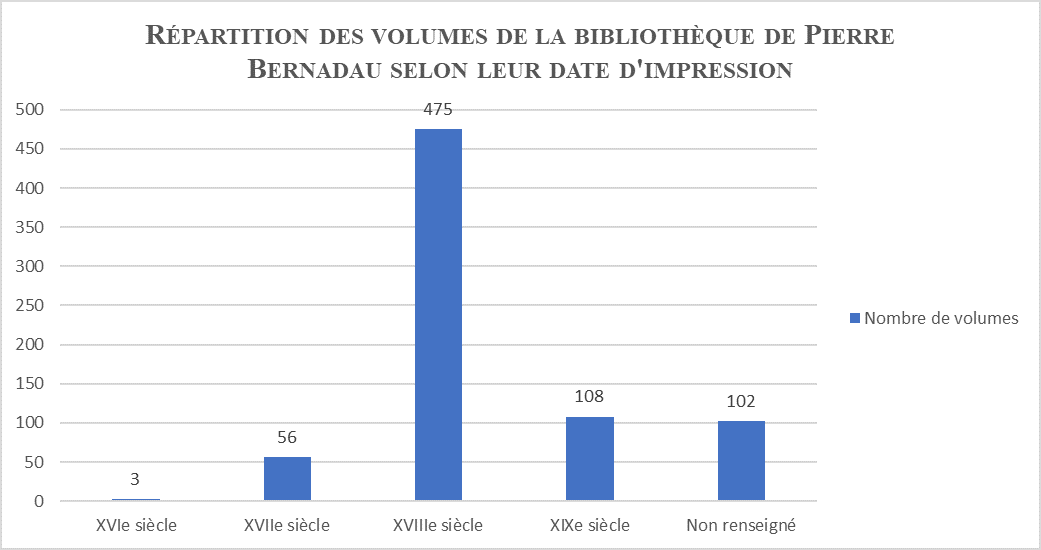 RÉPARTITION DES VOLUMES DE LA BIBLIOTHÈQUE DE PIERRE
BERNADAU SELON LEUR DATE D'IMPRESSION
500
450
400
350
300
250
200
150
100
50
0
3
56
475
108
102
XVIe siècle
XVIIe siècle
XVIIIe siècle
XIXe siècle
Non renseigné
Nombre de volumes